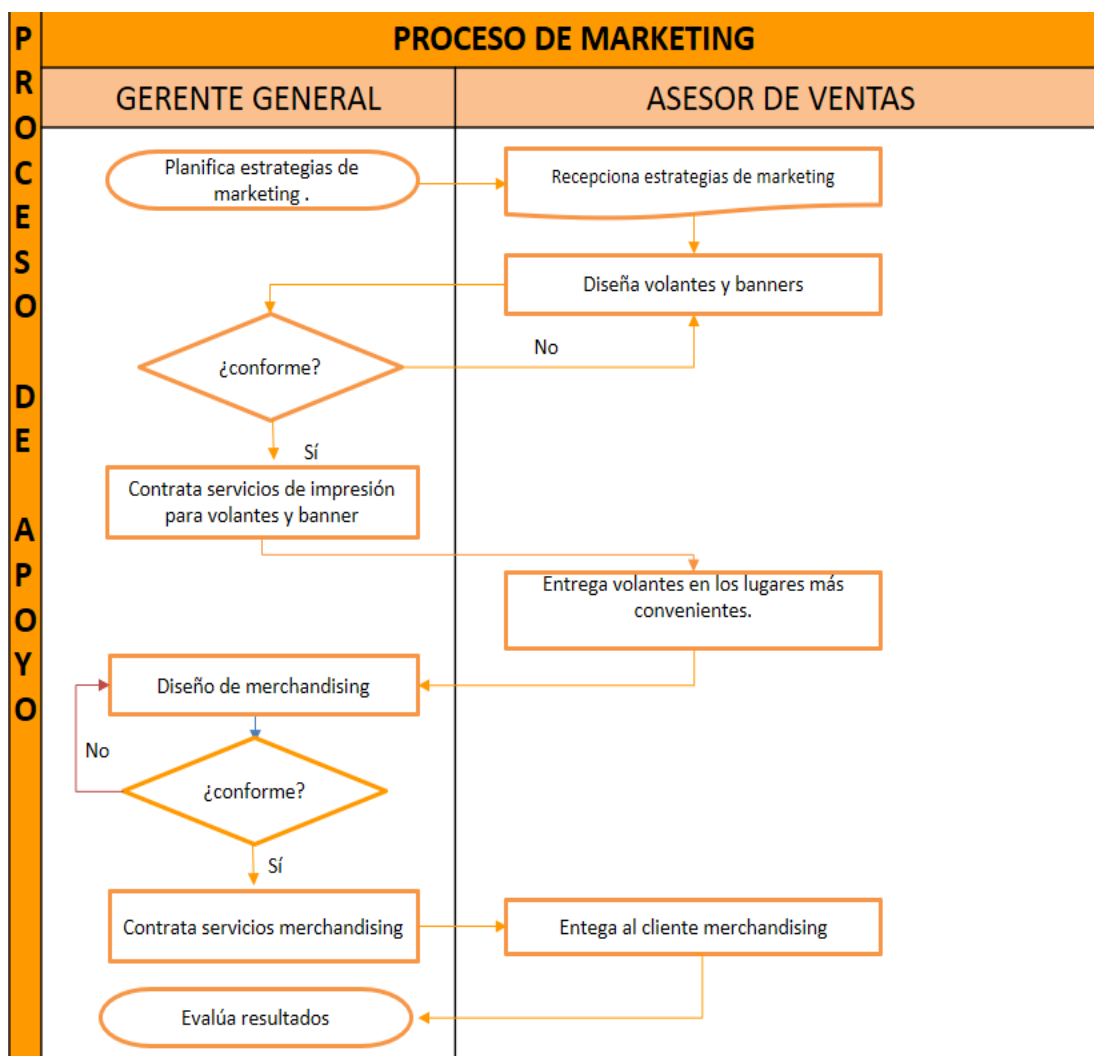 PROCESO DE APOYO
PROCESO DE MARKETING
GERENTE GENERAL
ASESOR DE VENTAS
Planifica estrategias de
marketing .
Recepciona estrategias de marketing
Diseña volantes y banners
¿conforme?
No
Sí
Contrata servicios de impresión
para volantes y banner
Entrega volantes en los lugares más
convenientes.
Diseño de merchandising
No
¿conforme?
Sí
Contrata servicios merchandising
Entega al cliente merchandising
Evalúa resultados